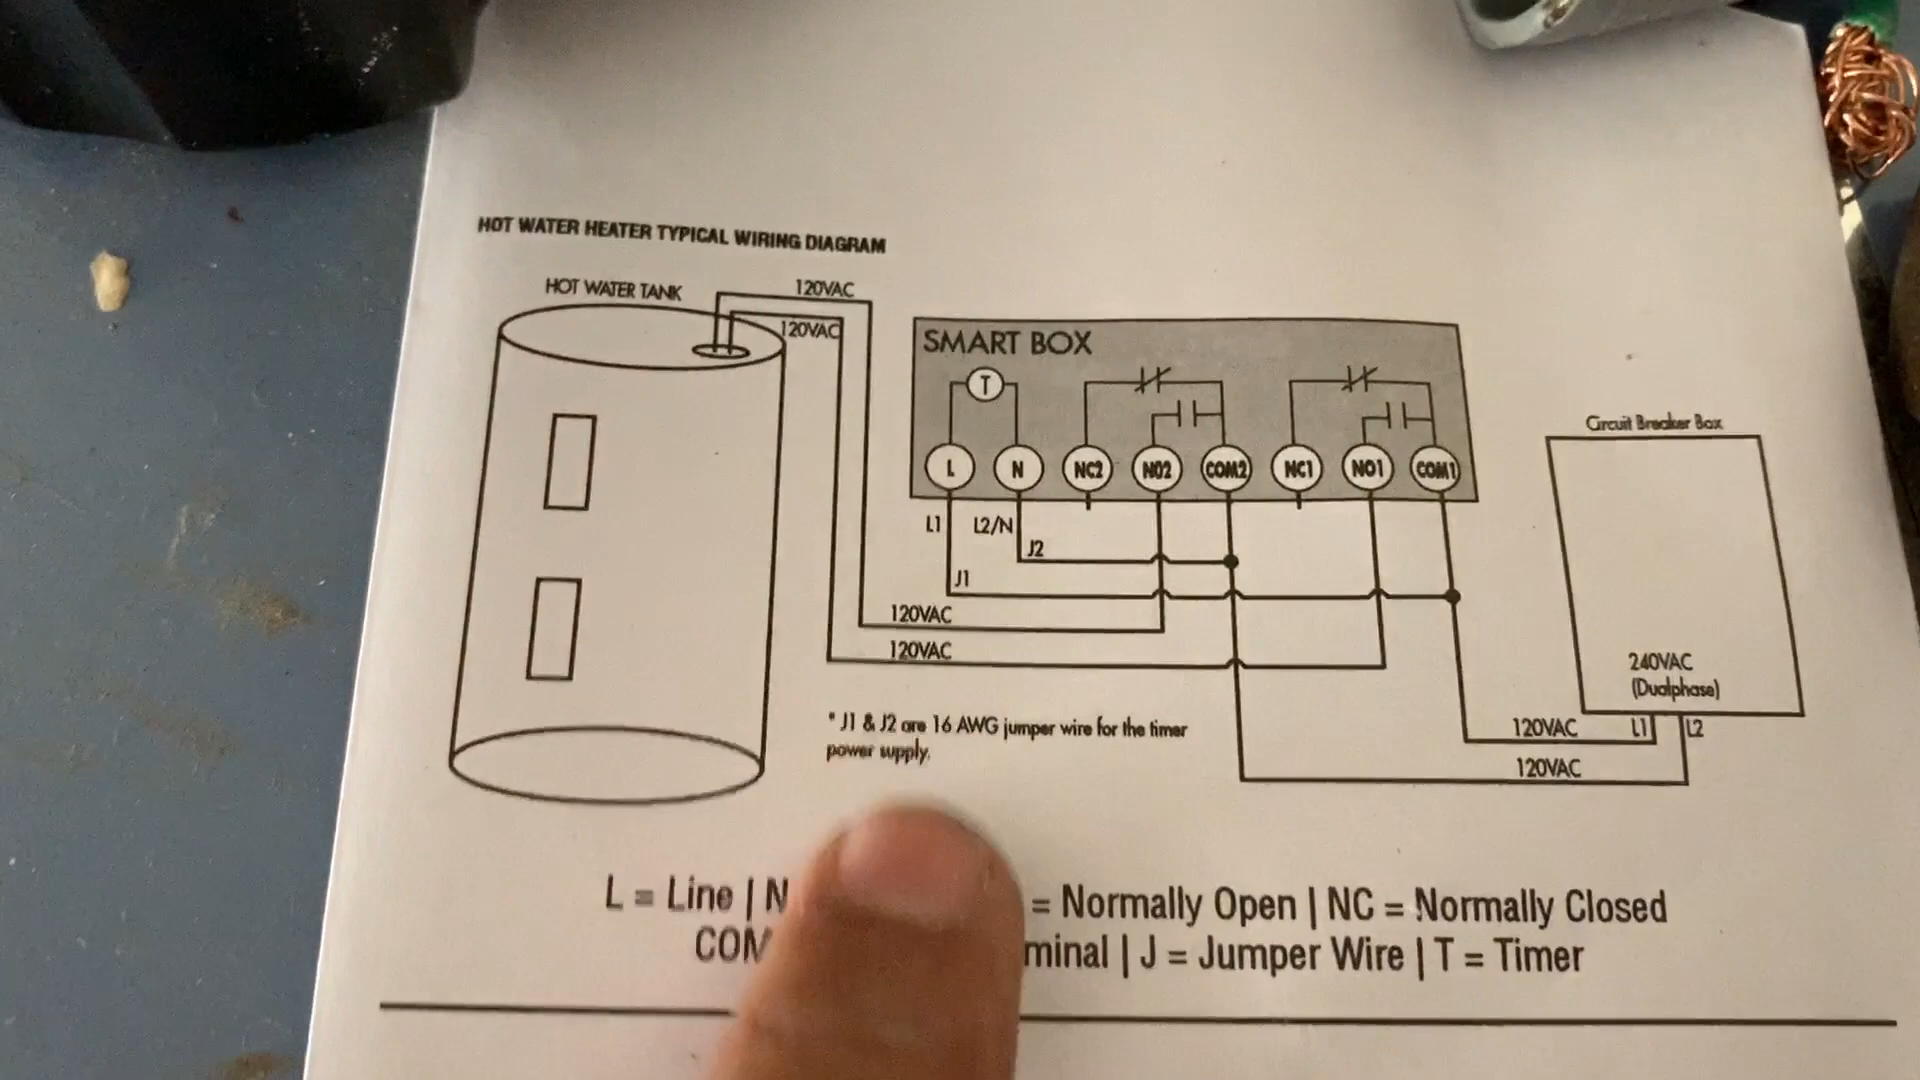 HOT WATER HEATER TYPICAL WIRING DIAGRAM
HOT WATER TANK
120VAC
120VAC
SMART BOX
T
L N NC2 NO2 COM2 NC1 NO1 COM1
L1 L2/N
J2
J1
120VAC
120VAC
Circuit Breaker Box
240VAC
(Dualphase)
120VAC L1 L2
120VAC
* J1 & J2 are 16 AWG jumper wire for the timer
power supply.
L = Line | N = Normally Open | NC = Normally Closed
COM minal | J = Jumper Wire | T = Timer